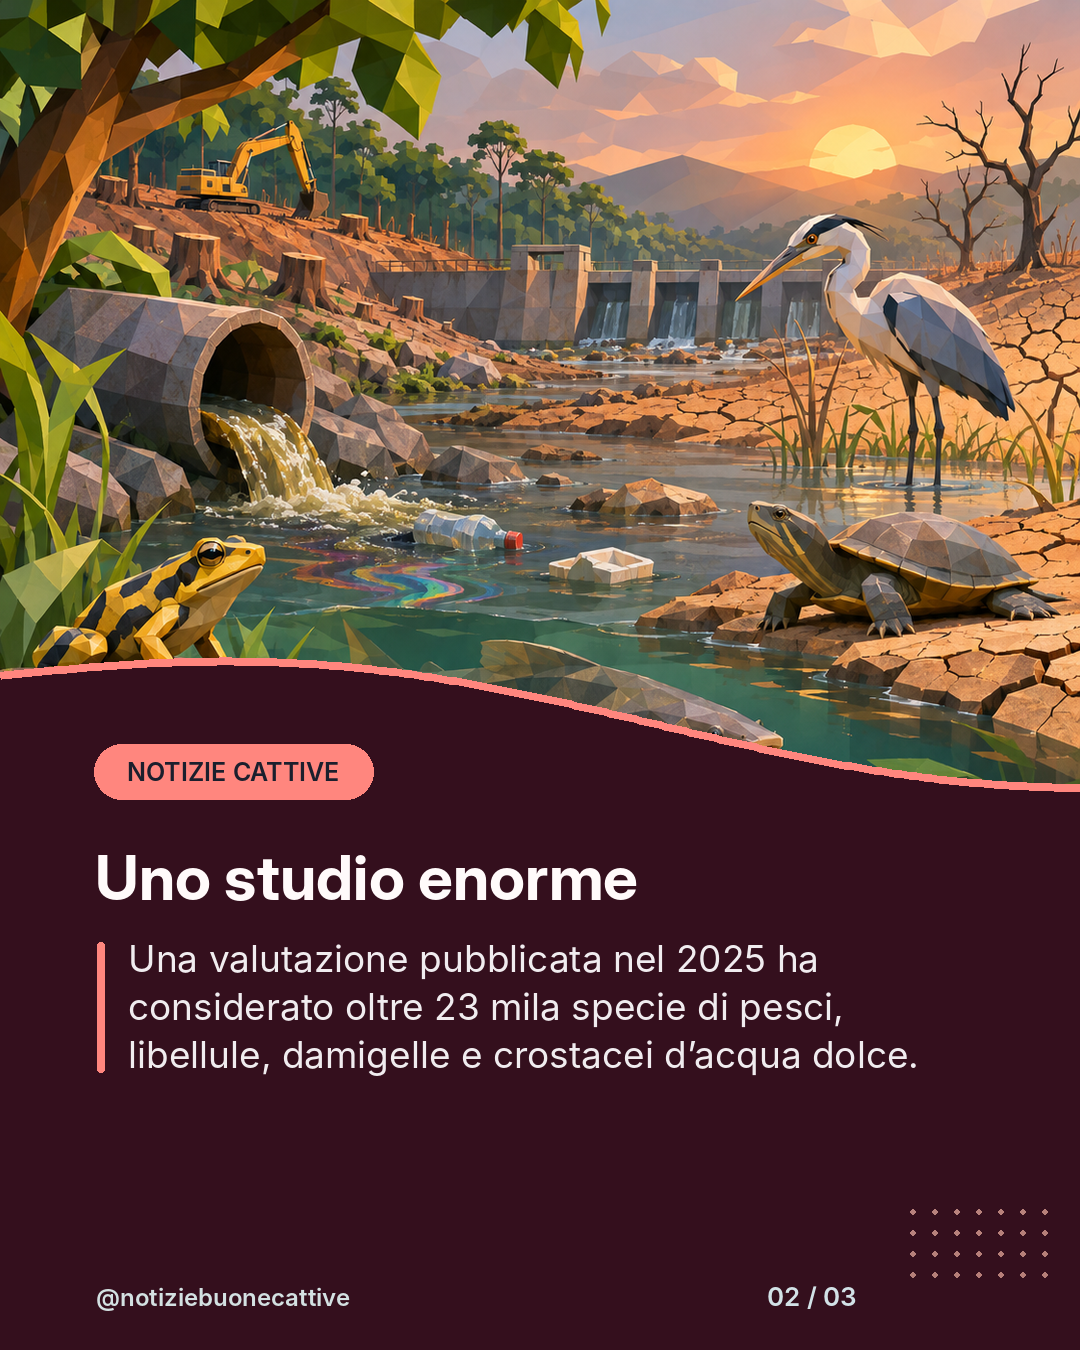 NOTIZIE CATTIVE
Uno studio enorme
Una valutazione pubblicata nel 2025 ha
considerato oltre 23 mila specie di pesci,
libellule, damigelle e crostacei d’acqua dolce.
@notiziebuonecattive
02 / 03